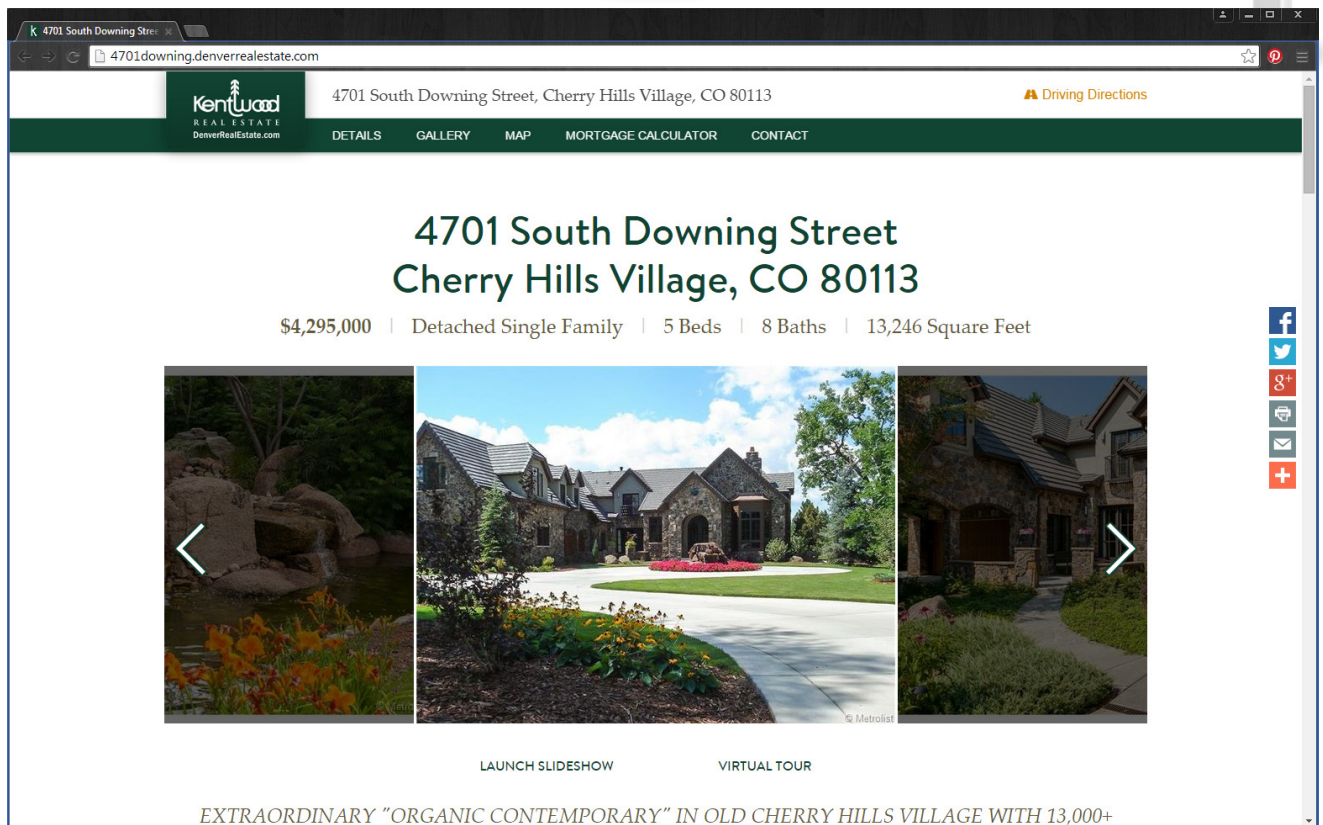 4701 South Downing Stree
4701downing.denverrealestate.com
Kentwood
REAL ESTATE
DenverRealEstate.com
4701 South Downing Street, Cherry Hills Village, CO 80113
Driving Directions
DETAILS GALLERY MAP MORTGAGE CALCULATOR CONTACT
4701 South Downing Street
Cherry Hills Village, CO 80113
$4,295,000 | Detached Single Family | 5 Beds | 8 Baths | 13,246 Square Feet
© Metrolist
LAUNCH SLIDESHOW VIRTUAL TOUR
EXTRAORDINARY "ORGANIC CONTEMPORARY" IN OLD CHERRY HILLS VILLAGE WITH 13,000+